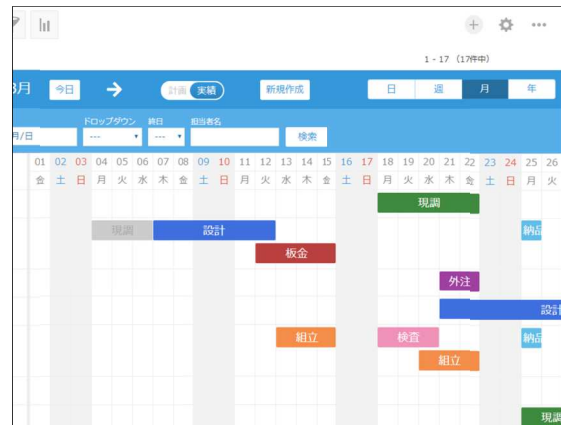 1 - 17 （17件中）
3月 今日 計画 実績 新規作成 日 週 月 年
ドロップダウン 終日 担当者名
月/日 --- --- 検索
01 02 03 04 05 06 07 08 09 10 11 12 13 14 15 16 17 18 19 20 21 22 23 24 25 26
金 土 日 月 火 水 木 金 土 日 月 火 水 木 金 土 日 月 火 水 木 金 土 日 月 火
現調 納品
現調 設計
板金
外注
設計
組立 検査 納品
組立
現調